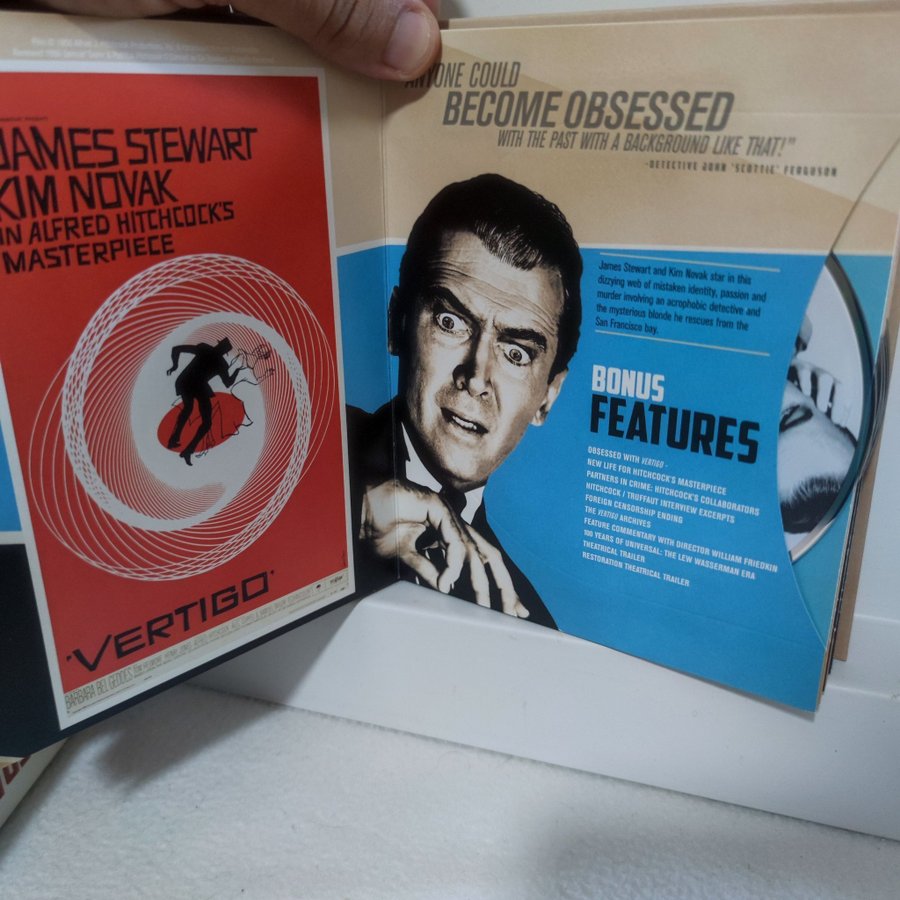 JAMES STEWART
KIM NOVAK
IN ALFRED HITCHCOCK'S
MASTERPIECE
'VERTIGO'
BARBARA BEL GEDDES
ANYONE COULD
BECOME OBSESSED
WITH THE PAST WITH A BACKGROUND LIKE THAT!"
-DETECTIVE JOHN 'SCOTTIE' FERGUSON
James Stewart and Kim Novak star in this
dizzying web of mistaken identity, passion and
murder involving an acrophobic detective and
the mysterious blonde he rescues from the
San Francisco bay.
BONUS
FEATURES
OBSESSED WITH VERTIGO -
NEW LIFE FOR HITCHCOCK'S MASTERPIECE
PARTNERS IN CRIME: HITCHCOCK'S COLLABORATORS
HITCHCOCK / TRUFFAUT INTERVIEW EXCERPTS
FOREIGN CENSORSHIP ENDING
THE VERTIGO ARCHIVES
FEATURE COMMENTARY WITH DIRECTOR WILLIAM FRIEDKIN
100 YEARS OF UNIVERSAL: THE LEW WASSERMAN ERA
THEATRICAL TRAILER
RESTORATION THEATRICAL TRAILER